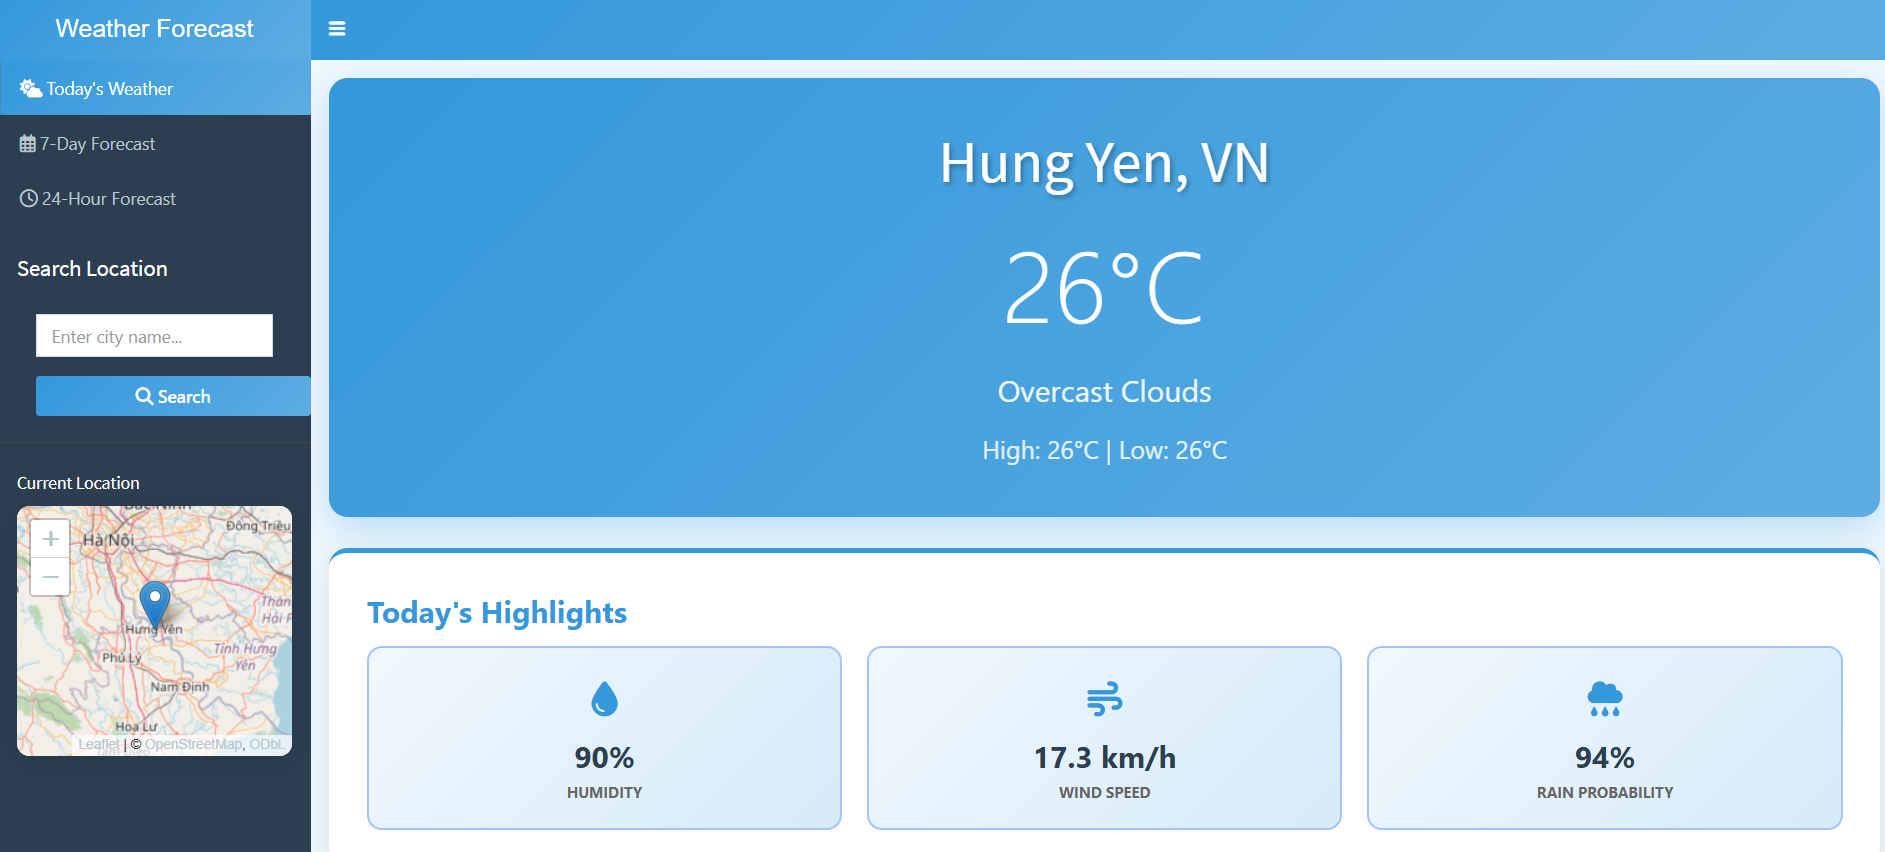 Weather Forecast
Today's Weather
7-Day Forecast
24-Hour Forecast
Search Location
Enter city name...
Search
Current Location
+
−
Đông Triều
Hà Nội
Hưng Yên
Phủ Lý
Tỉnh Hưng
Yên
Nam Định
Hoa Lư
Leaflet | © OpenStreetMap, ODbL
Hung Yen, VN
26°C
Overcast Clouds
High: 26°C | Low: 26°C
Today's Highlights
90%
HUMIDITY
17.3 km/h
WIND SPEED
94%
RAIN PROBABILITY